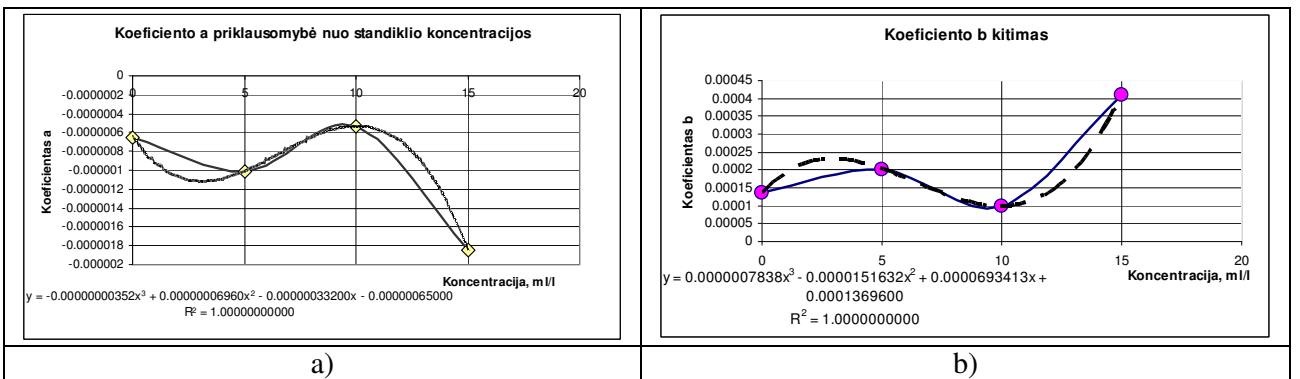 Koeficiento a priklausomybė nuo standiklio koncentracijos
0
-0.0000002
-0.0000004
-0.0000006
-0.0000008
-0.000001
-0.0000012
-0.0000014
-0.0000016
-0.0000018
-0.000002
0 5 10 15 20
Koeficientas a
Koncentracija, ml/l
y = -0.00000000352x³ + 0.00000006960x² - 0.00000033200x - 0.00000065000
R² = 1.00000000000
a)
Koeficiento b kitimas
0.00045
0.0004
0.00035
0.0003
0.00025
0.0002
0.00015
0.0001
0.00005
0
0 5 10 15 20
Koeficientas b
Koncentracija, ml/l
y = 0.0000007838x³ - 0.0000151632x² + 0.0000693413x +
0.0001369600
R² = 1.0000000000
b)